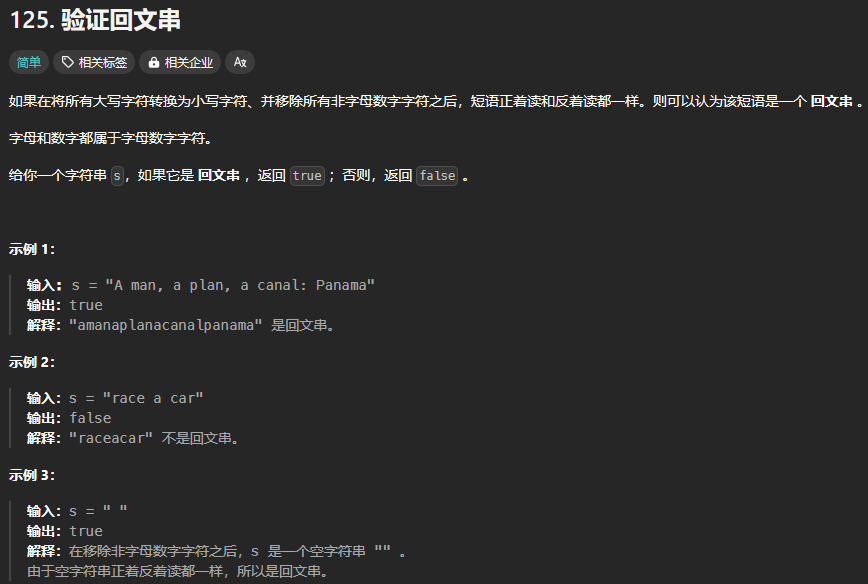 125. 验证回文串
简单 相关标签 相关企业 Aᵪ
如果在将所有大写字符转换为小写字符、并移除所有非字母数字字符之后，短语正着读和反着读都一样。则可以认为该短语是一个 回文串 。
字母和数字都属于字母数字字符。
给你一个字符串 s，如果它是 回文串 ，返回 true ；否则，返回 false 。
示例 1：
输入: s = "A man, a plan, a canal: Panama"
输出：true
解释："amanaplanacanalpanama" 是回文串。
示例 2：
输入：s = "race a car"
输出：false
解释："raceacar" 不是回文串。
示例 3：
输入：s = " "
输出：true
解释：在移除非字母数字字符之后，s 是一个空字符串 "" 。
由于空字符串正着反着读都一样，所以是回文串。